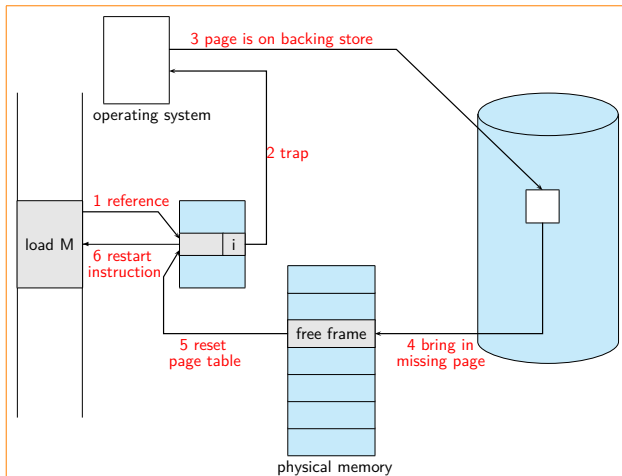 3 page is on backing store
operating system
2 trap
1 reference
load M
i
6 restart
instruction
free frame
5 reset
page table
4 bring in
missing page
physical memory